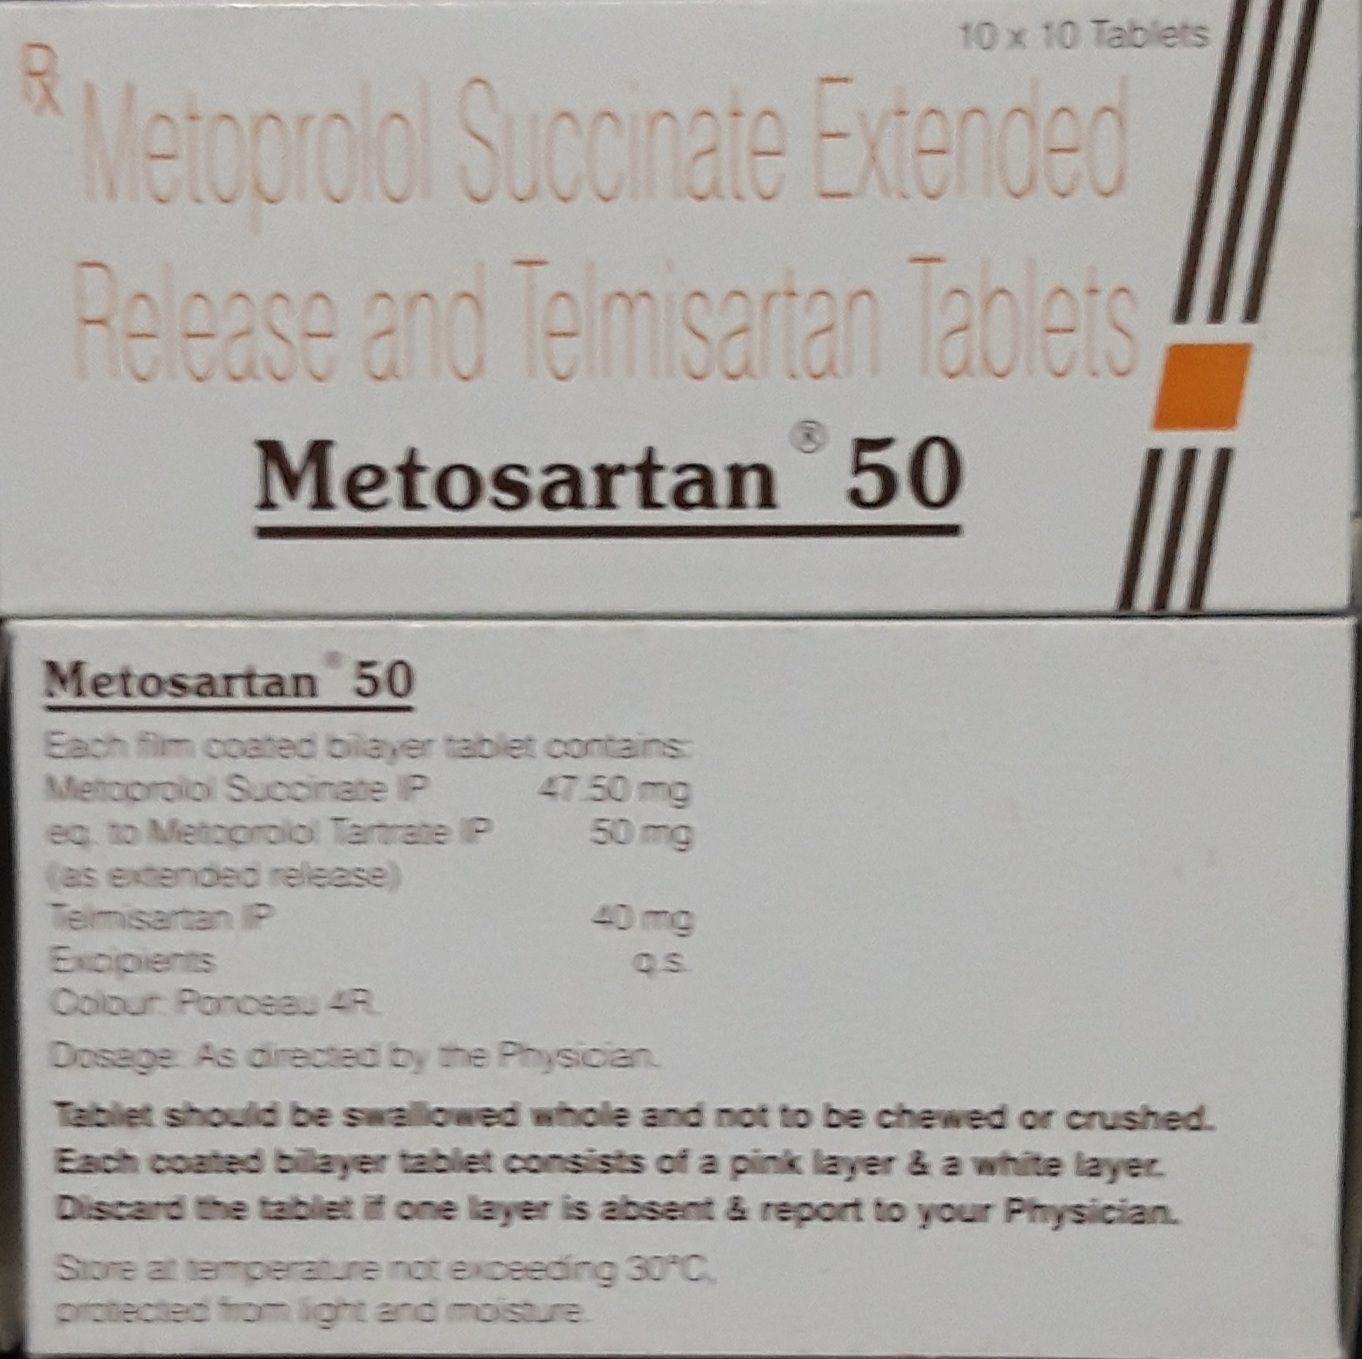 10 x 10 Tablets
Rx
Metoprolol Succinate Extended
Release and Telmisartan Tablets
Metosartan® 50
Metosartan® 50
Each film coated bilayer tablet contains:
Metoprolol Succinate IP 47.50 mg
eq. to Metoprolol Tartrate IP 50 mg
(as extended release)
Telmisartan IP 40 mg
Excipients q.s.
Colour: Ponceau 4R.
Dosage: As directed by the Physician.
Tablet should be swallowed whole and not to be chewed or crushed.
Each coated bilayer tablet consists of a pink layer & a white layer.
Discard the tablet if one layer is absent & report to your Physician.
Store at temperature not exceeding 30°C,
protected from light and moisture.